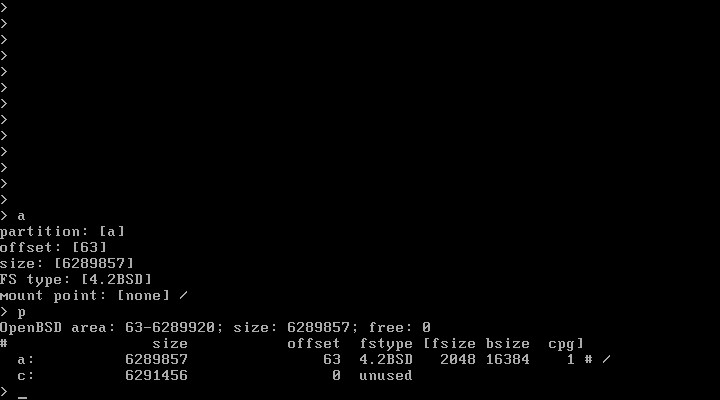 >
>
>
>
>
>
>
>
>
>
>
>
>
> a
partition: [a]
offset: [63]
size: [6289857]
FS type: [4.2BSD]
mount point: [none] /
> p
OpenBSD area: 63-6289920; size: 6289857; free: 0
#                size           offset  fstype [fsize bsize  cpg]
  a:          6289857               63  4.2BSD   2048 16384    1 # /
  c:          6291456                0  unused
> _